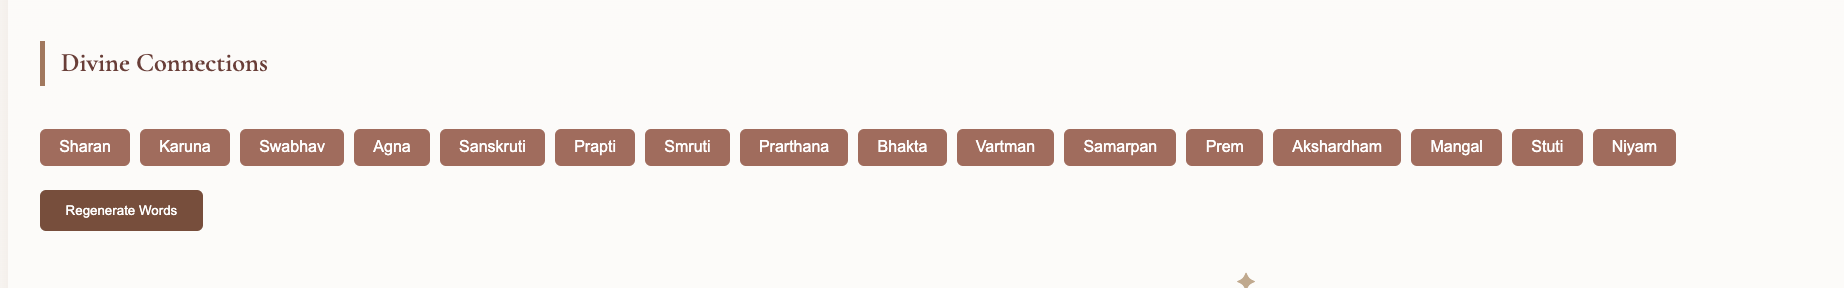 Divine Connections
Sharan Karuna Swabhav Agna Sanskruti Prapti Smruti Prarthana Bhakta Vartman Samarpan Prem Akshardham Mangal Stuti Niyam
Regenerate Words